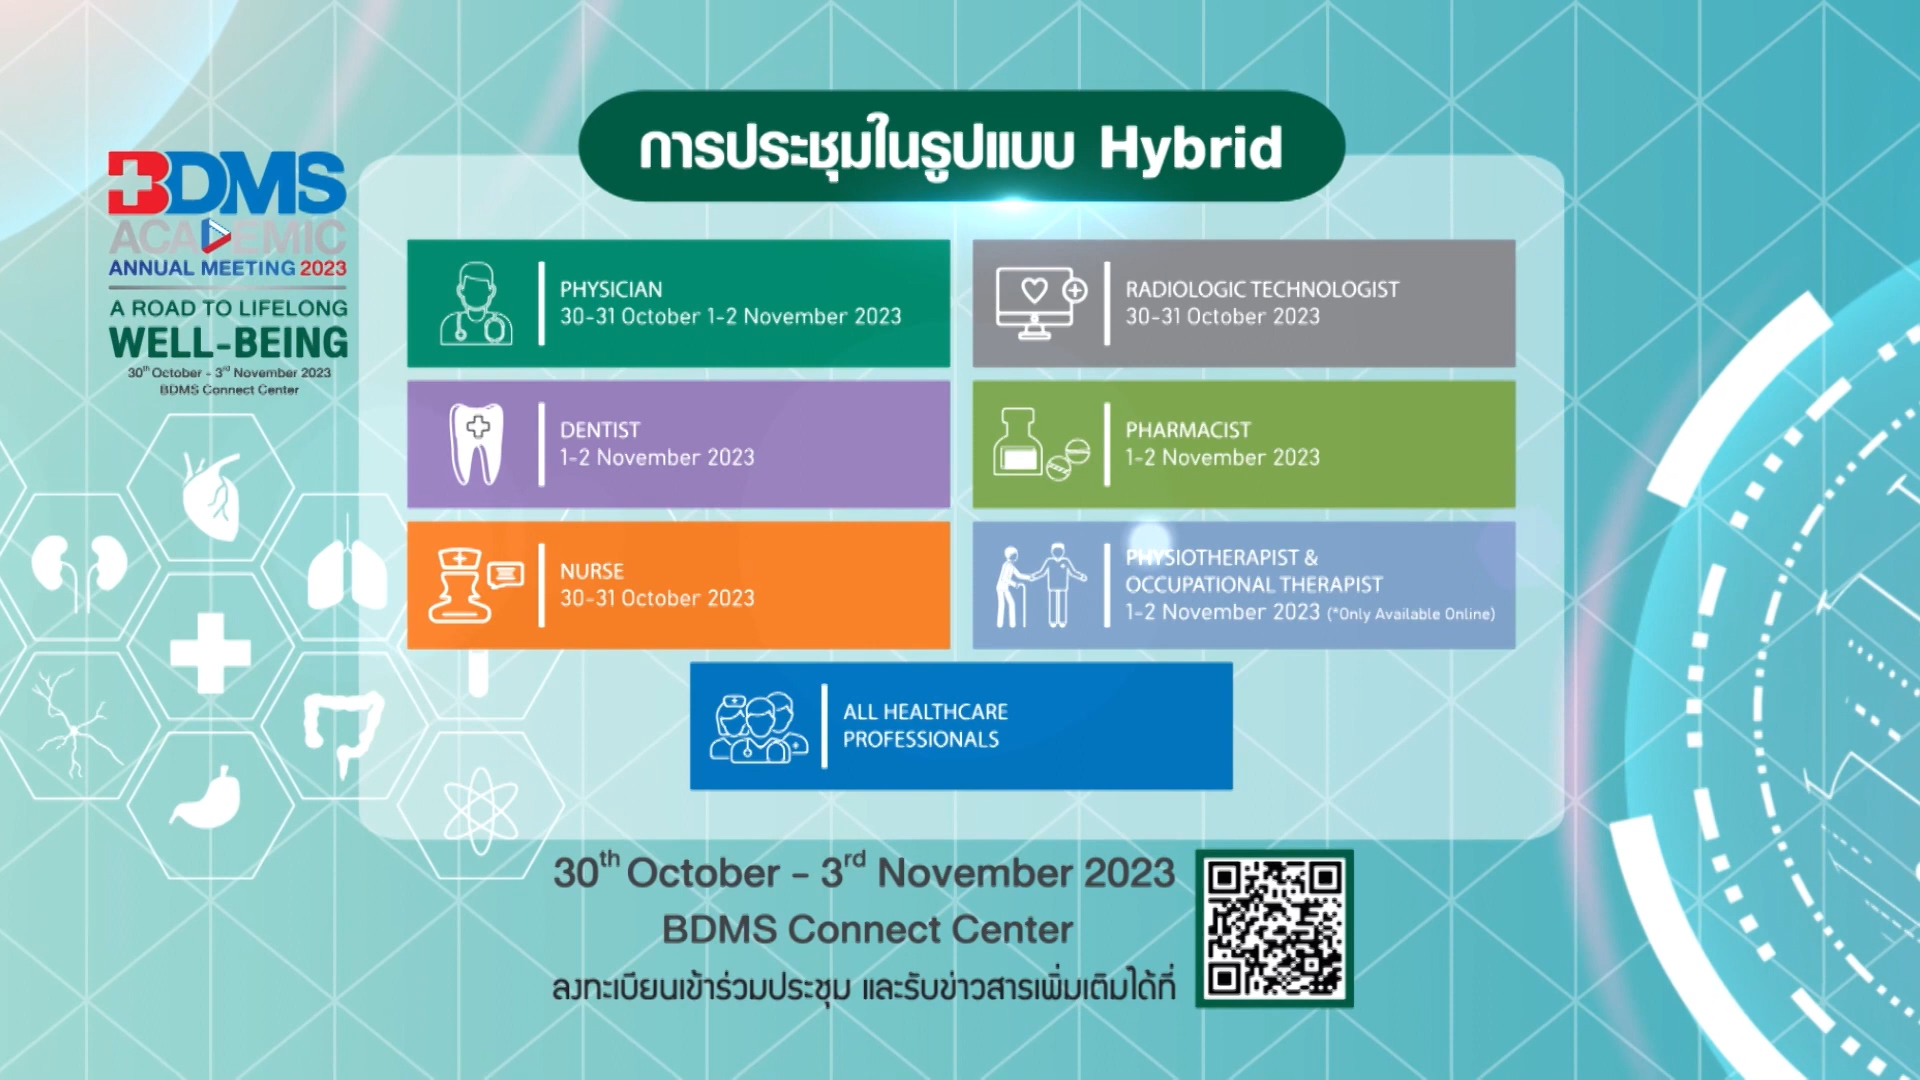 การประชุมในรูปแบบ Hybrid
BDMS
ACADEMIC
ANNUAL MEETING 2023
A ROAD TO LIFELONG
WELL-BEING
30th October - 3rd November 2023
BDMS Connect Center
PHYSICIAN
30-31 October 1-2 November 2023
RADIOLOGIC TECHNOLOGIST
30-31 October 2023
DENTIST
1-2 November 2023
PHARMACIST
1-2 November 2023
NURSE
30-31 October 2023
PHYSIOTHERAPIST &
OCCUPATIONAL THERAPIST
1-2 November 2023 (*Only Available Online)
ALL HEALTHCARE
PROFESSIONALS
30th October - 3rd November 2023
BDMS Connect Center
ลงทะเบียนเข้าร่วมประชุม และรับข่าวสารเพิ่มเติมได้ที่